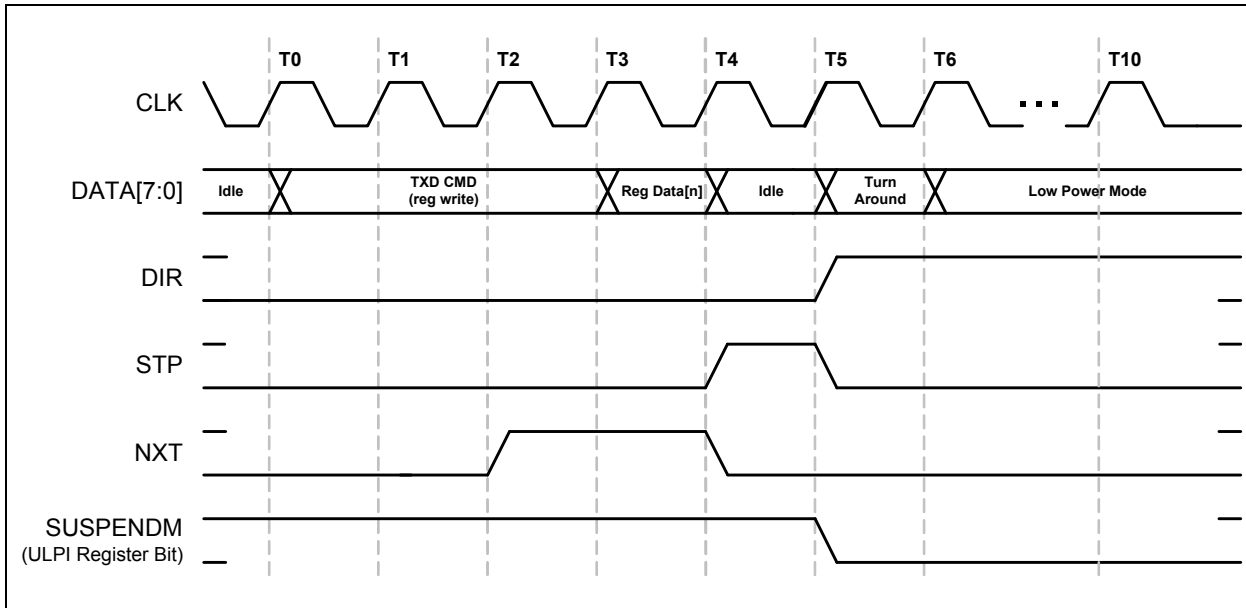 T0 T1 T2 T3 T4 T5 T6 T10
CLK
...
DATA[7:0] Idle TXD CMD (reg write) Reg Data[n] Idle Turn Around Low Power Mode
DIR
STP
NXT
SUSPENDM
(ULPI Register Bit)